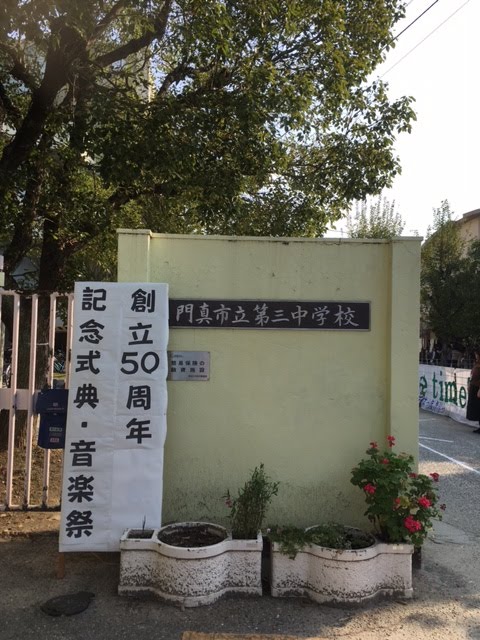 創立50周年
記念式典・音楽祭
門真市立第三中学校
e time